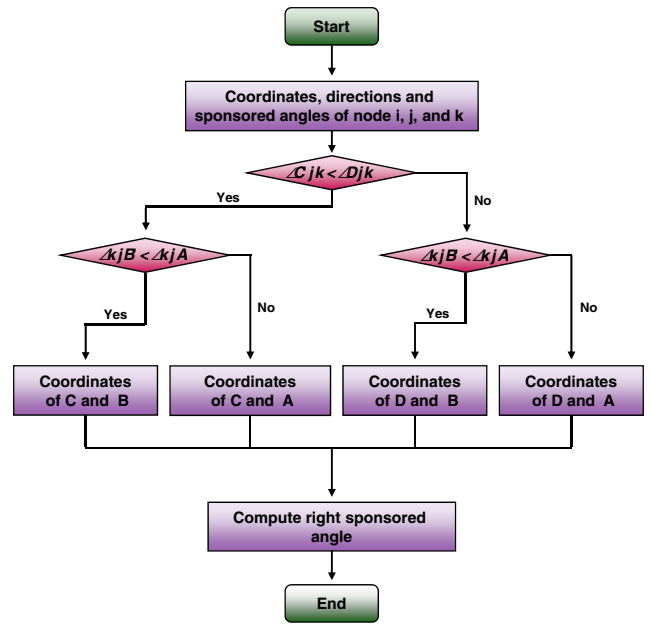 Start
Coordinates, directions and
sponsored angles of node i, j, and k
∠Cjk<∠Djk
Yes
No
∠kjB<∠kjA
∠kjB<∠kjA
Yes
No
Yes
No
Coordinates
of C and B
Coordinates
of C and A
Coordinates
of D and B
Coordinates
of D and A
Compute right sponsored
angle
End